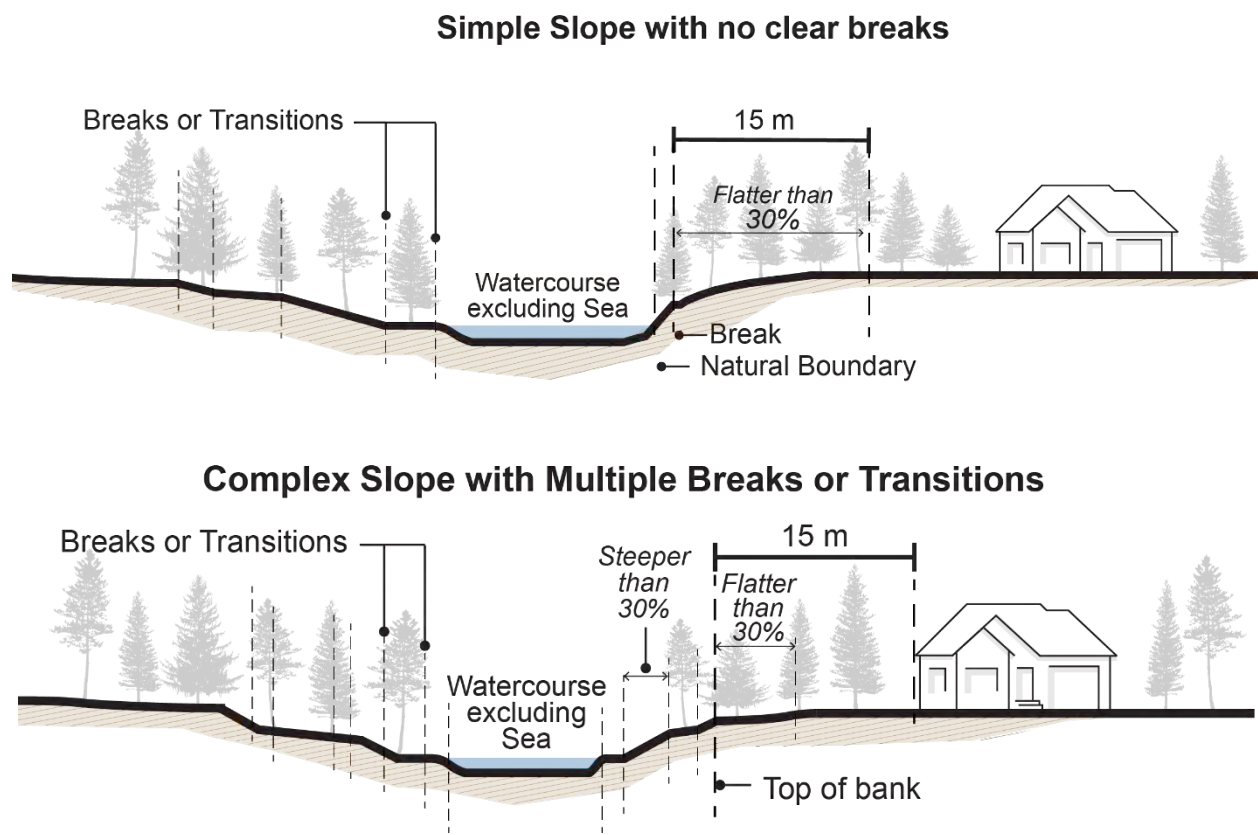 Simple Slope with no clear breaks
Breaks or Transitions
15 m
Flatter than
30%
Watercourse
excluding Sea
Break
Natural Boundary
Complex Slope with Multiple Breaks or Transitions
Breaks or Transitions
Steeper
than
30%
15 m
Flatter
than
30%
Watercourse
excluding
Sea
Top of bank